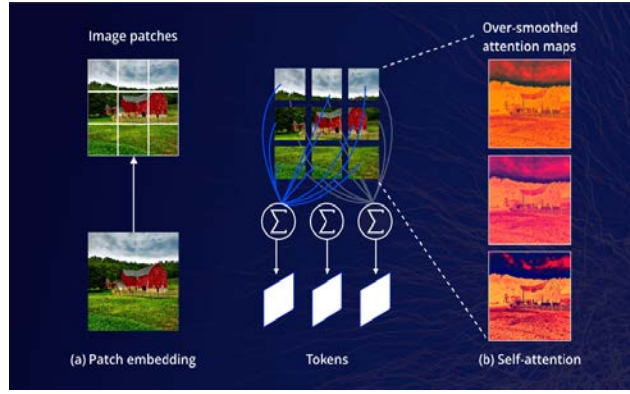 Image patches
Over-smoothed
attention maps
Σ
Σ
Σ
(a) Patch embedding
Tokens
(b) Self-attention